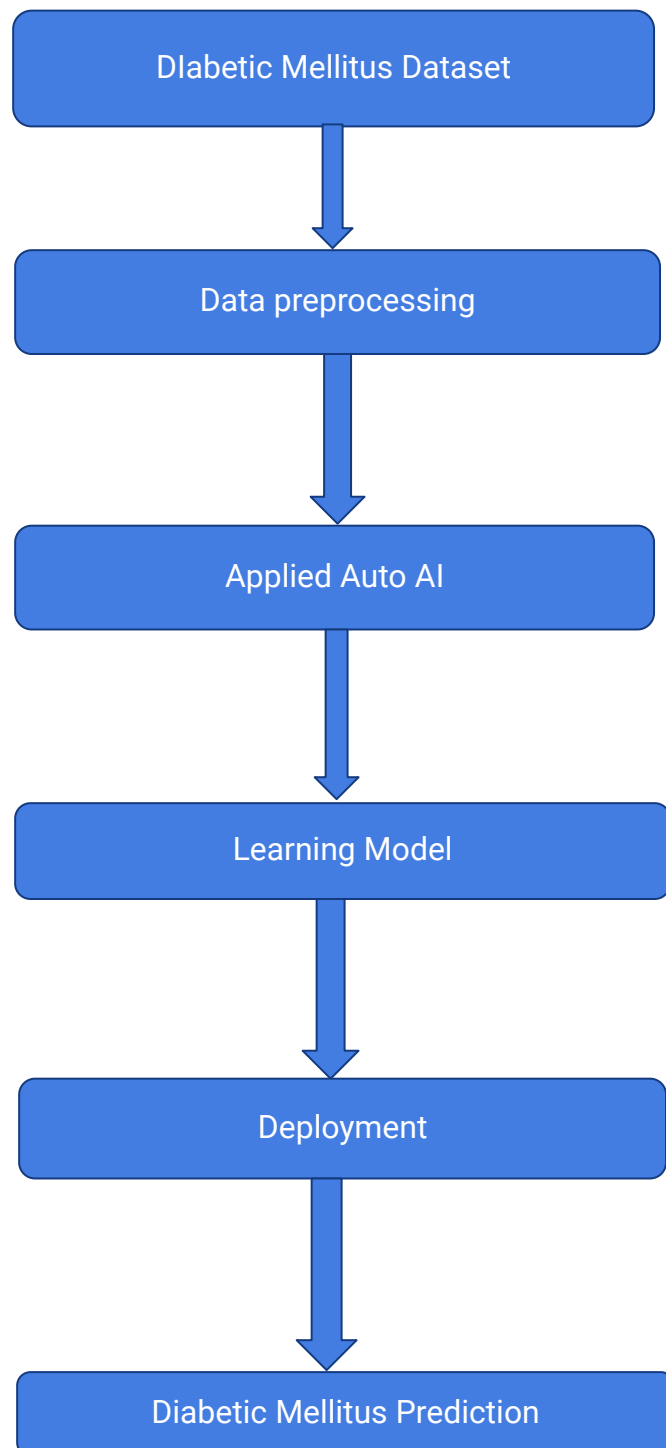 DIabetic Mellitus Dataset
Data preprocessing
Applied Auto AI
Learning Model
Deployment
Diabetic Mellitus Prediction